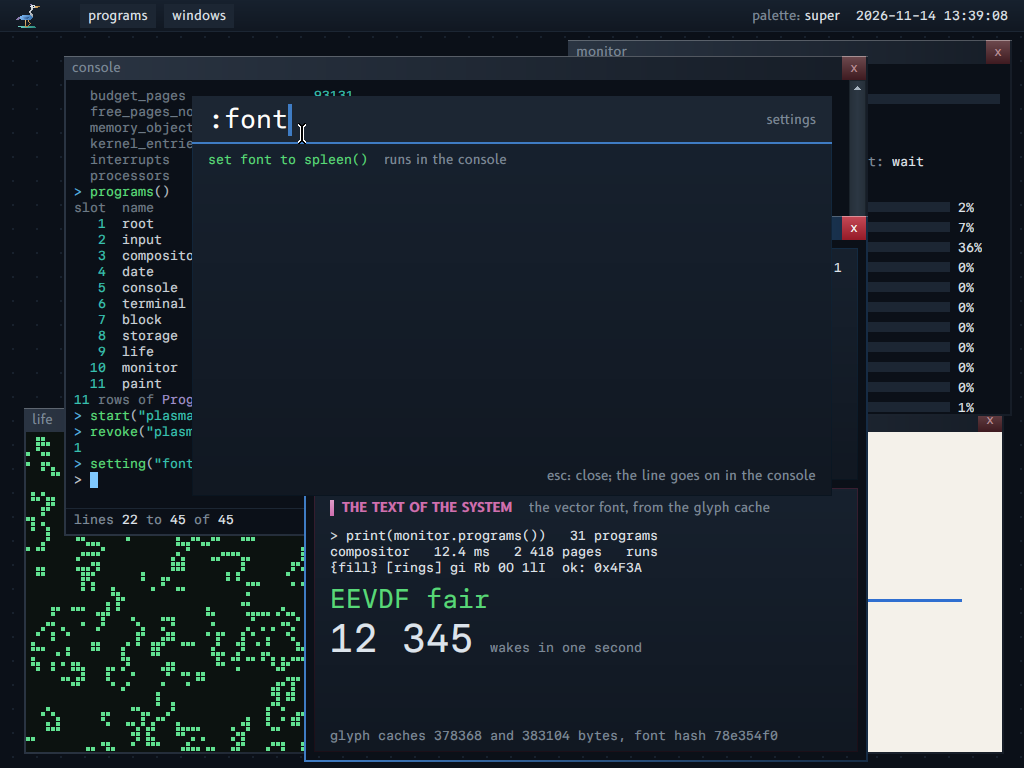 programs windows palette: super 2026-11-14 13:39:08
monitor x
console x
budget_pages 93131
free_pages_no
memory_object
kernel_entrie
interrupts
processors
> programs()
slot name
1 root
2 input
3 composito
4 date
5 console
6 terminal
7 block
8 storage
9 life
10 monitor
11 paint
11 rows of Prog
> start("plasma
> revoke("plasm
1
> setting("font
>
lines 22 to 45 of 45
:font settings
set font to spleen() runs in the console
esc: close; the line goes on in the console
t: wait
2%
7%
36%
0%
0%
0%
0%
0%
0%
0%
1%
x
1
life x
THE TEXT OF THE SYSTEM the vector font, from the glyph cache
> print(monitor.programs()) 31 programs
compositor 12.4 ms 2 418 pages runs
{fill} [rings] gi Rb 0O 1lI ok: 0x4F3A
EEVDF fair
12 345 wakes in one second
glyph caches 378368 and 383104 bytes, font hash 78e354f0